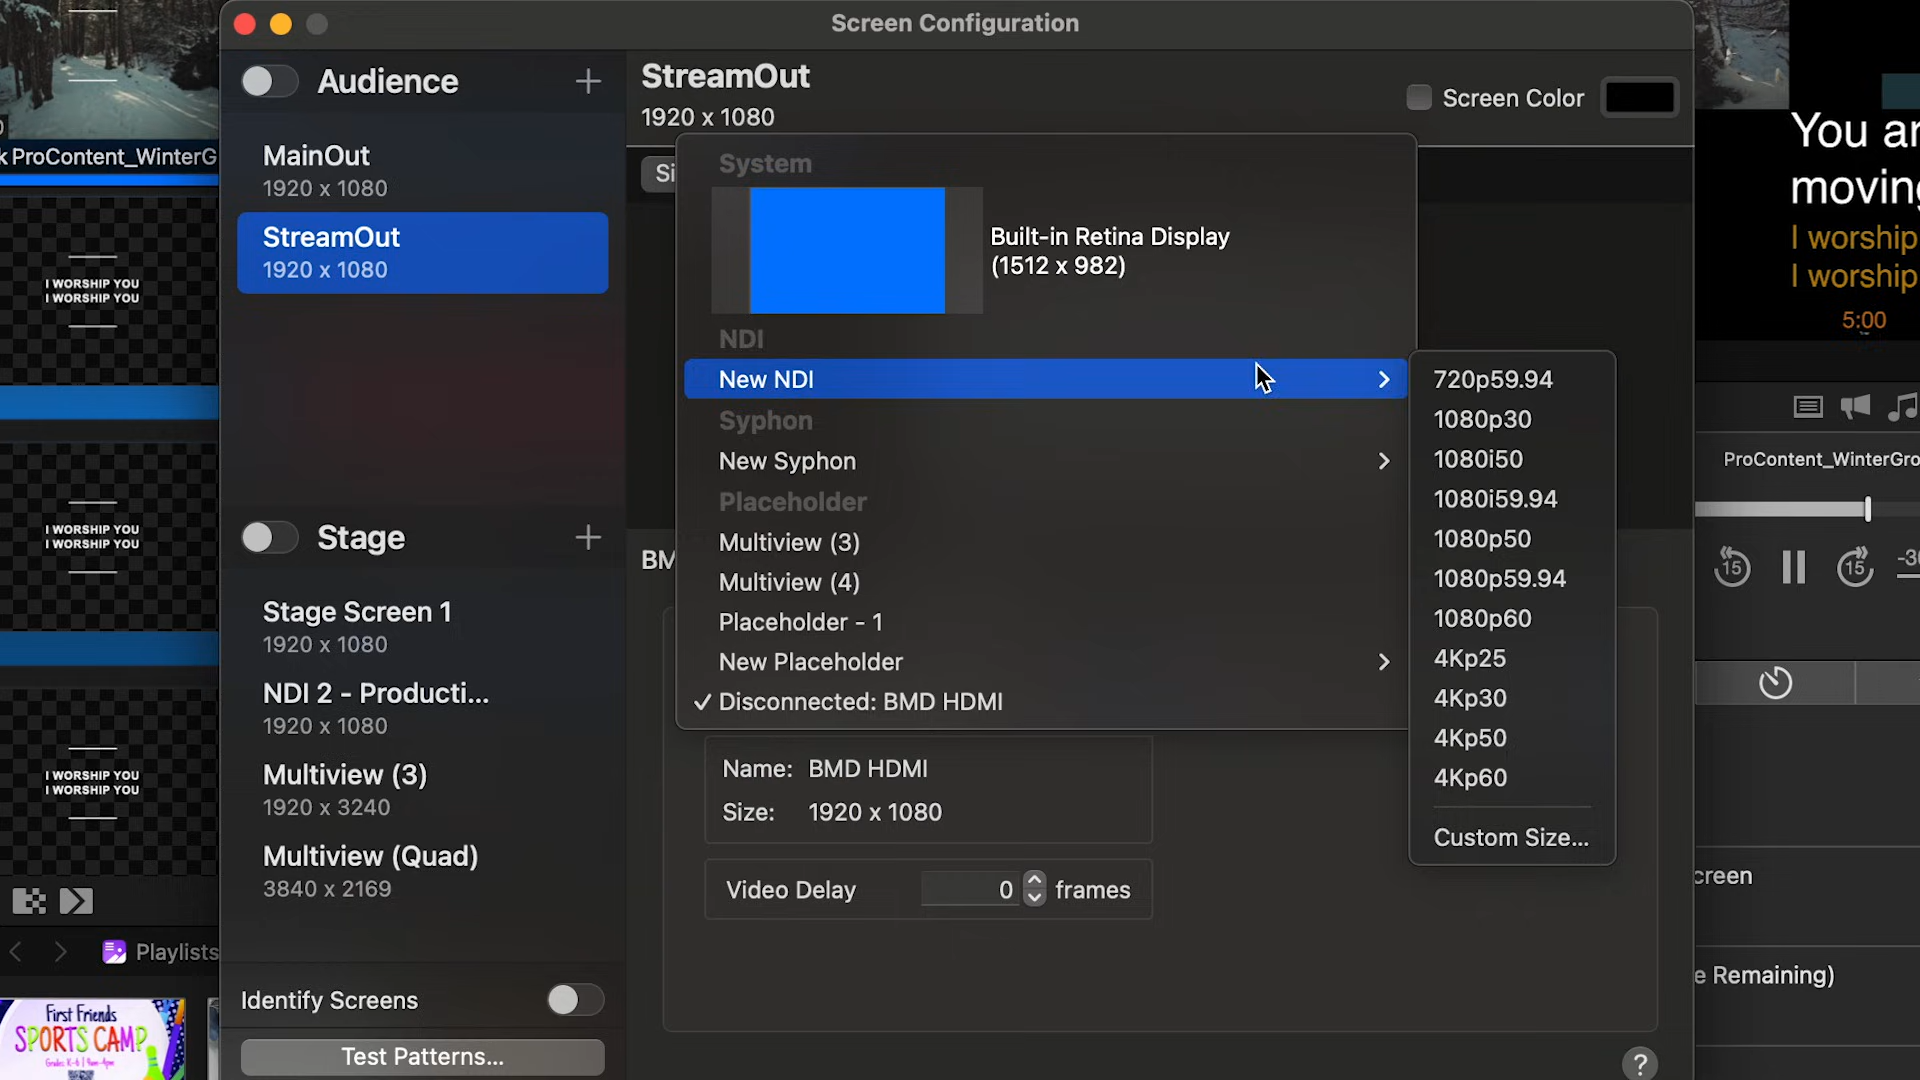 Screen Configuration
Audience
MainOut
1920 x 1080
StreamOut
1920 x 1080
Stage
Stage Screen 1
1920 x 1080
NDI 2 - Producti...
1920 x 1080
Multiview (3)
1920 x 3240
Multiview (Quad)
3840 x 2169
Identify Screens
Test Patterns...
StreamOut
1920 x 1080
Screen Color
Si
System
Built-in Retina Display
(1512 x 982)
NDI
New NDI
Syphon
New Syphon
Placeholder
Multiview (3)
Multiview (4)
Placeholder - 1
New Placeholder
✓ Disconnected: BMD HDMI
720p59.94
1080p30
1080i50
1080i59.94
1080p50
1080p59.94
1080p60
4Kp25
4Kp30
4Kp50
4Kp60
Custom Size...
BM
Name: BMD HDMI
Size: 1920 x 1080
Video Delay 0 frames
?
k ProContent_WinterG
I WORSHIP YOU
I WORSHIP YOU
I WORSHIP YOU
I WORSHIP YOU
I WORSHIP YOU
I WORSHIP YOU
Playlists
First Friends
SPORTS CAMP
You ar
moving
I worship
I worship
5:00
ProContent_WinterGro
15
15
-30
creen
e Remaining)